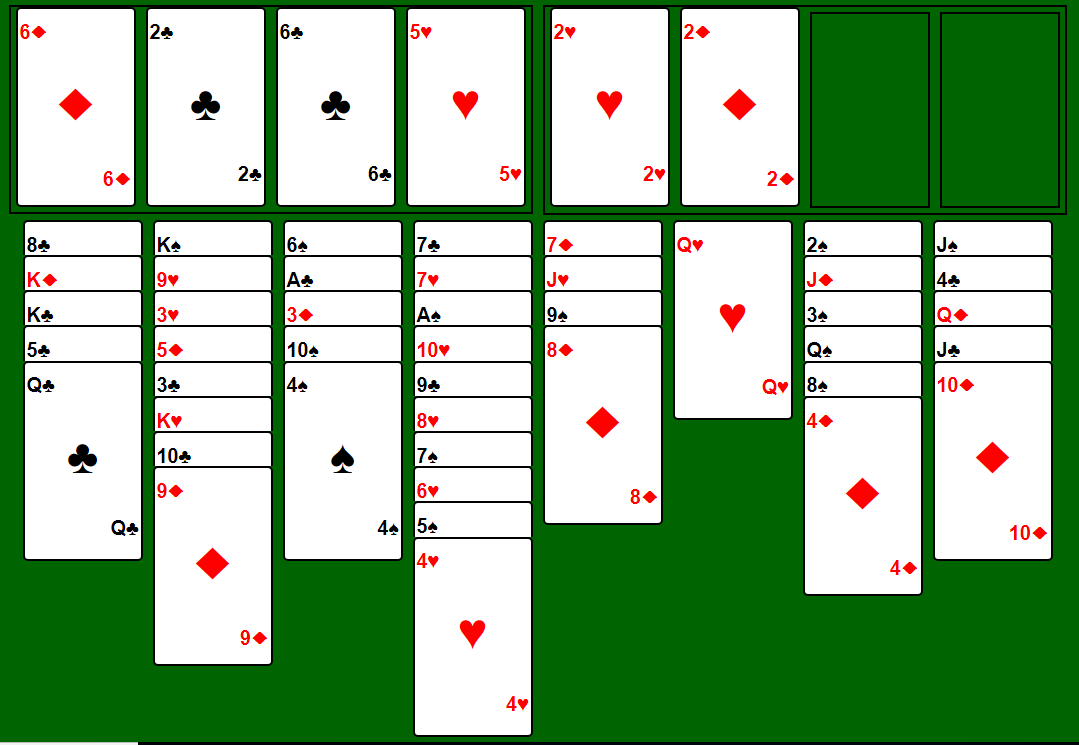 6♦ 2♣ 6♣ 5♥ 2♥ 2♦
♦ ♣ ♣ ♥ ♥ ♦
6♦ 2♣ 6♣ 5♥ 2♥ 2♦
8♣ K♠ 6♠ 7♣ 7♦ Q♥ 2♠ J♠
K♦ 9♥ A♣ 7♥ J♥ J♦ 4♣
K♣ 3♥ 3♦ A♠ 9♠ ♥ 3♠ Q♦
5♣ 5♦ 10♠ 10♥ 8♦ Q♠ J♣
Q♣ 3♣ 4♠ 9♣ Q♥ 8♠ 10♦
K♥ 8♥ ♦ 4♦
♣ 10♣ ♠ 7♠ ♦
9♦ 6♥ 8♦ ♦
Q♣ 4♠ 5♠ 10♦
♦ 4♥ 4♦
9♦ ♥
4♥